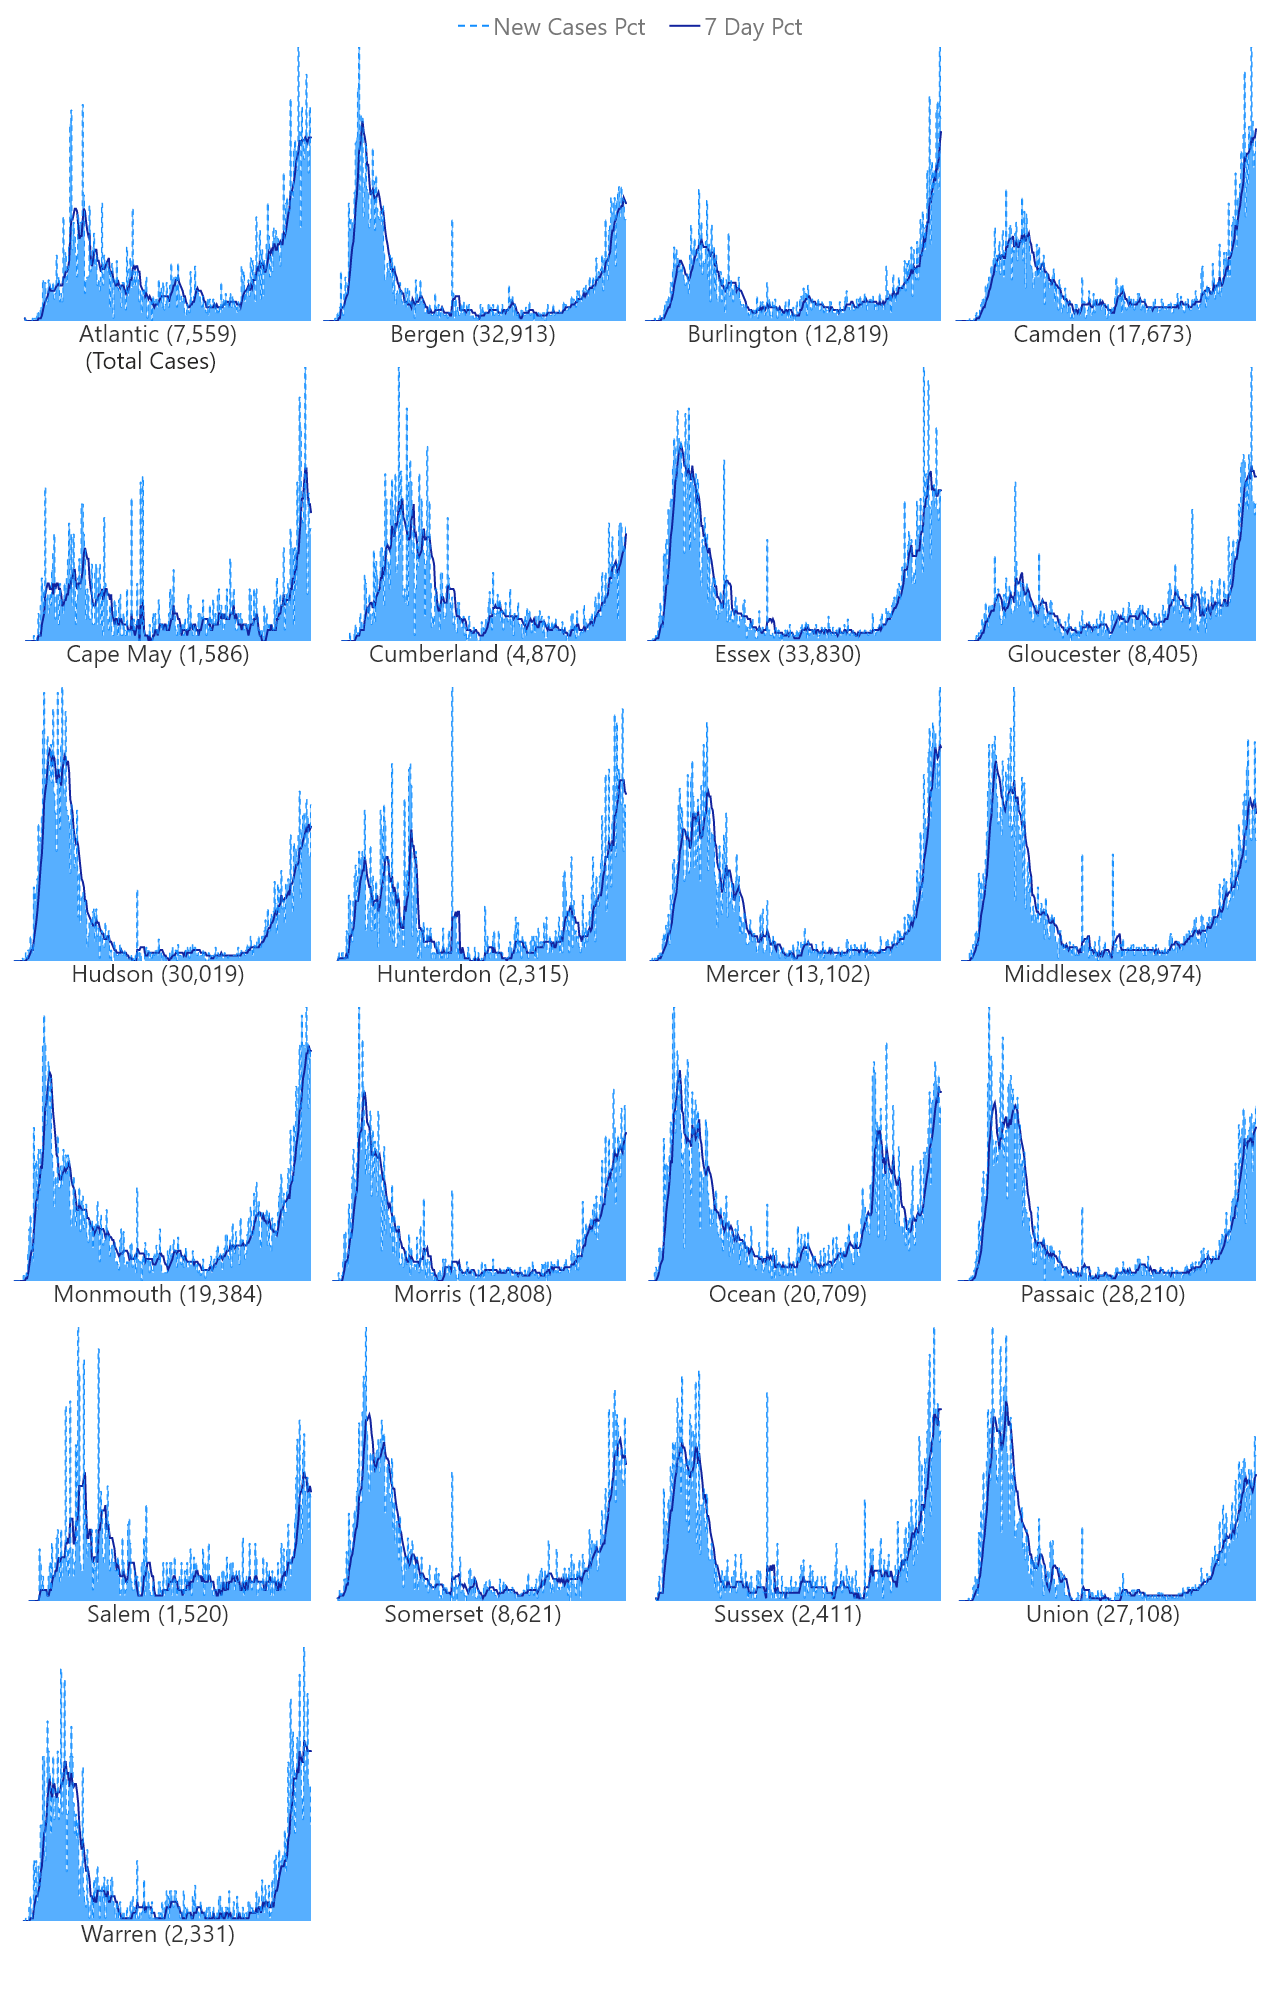 New Cases Pct 7 Day Pct
Atlantic (7,559)
(Total Cases)
Bergen (32,913)
Burlington (12,819)
Camden (17,673)
Cape May (1,586)
Cumberland (4,870)
Essex (33,830)
Gloucester (8,405)
Hudson (30,019)
Hunterdon (2,315)
Mercer (13,102)
Middlesex (28,974)
Monmouth (19,384)
Morris (12,808)
Ocean (20,709)
Passaic (28,210)
Salem (1,520)
Somerset (8,621)
Sussex (2,411)
Union (27,108)
Warren (2,331)